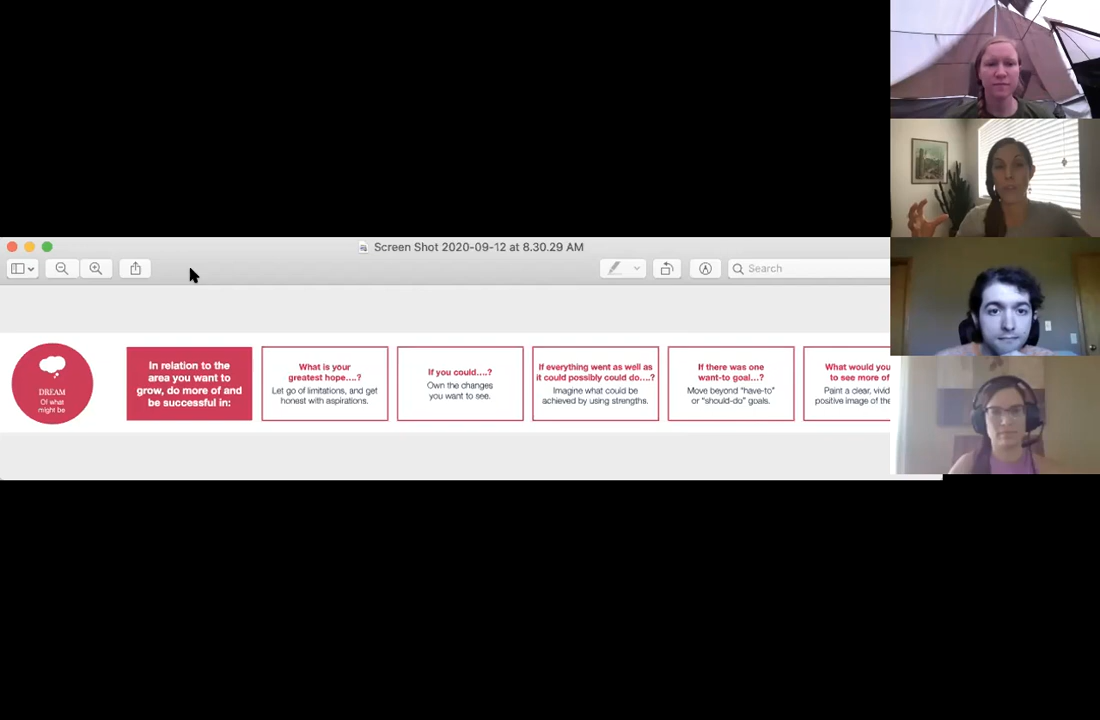 Screen Shot 2020-09-12 at 8.30.29 AM
Search
DREAM
Of what
might be
In relation to the
area you want to
grow, do more of and
be successful in:
What is your
greatest hope....?
Let go of limitations, and get
honest with aspirations.
If you could....?
Own the changes
you want to see.
If everything went as well as
it could possibly could do....?
Imagine what could be
achieved by using strengths.
If there was one
want-to goal...?
Move beyond "have-to"
or "should-do" goals.
What would you
to see more of
Paint a clear, vivid
positive image of the